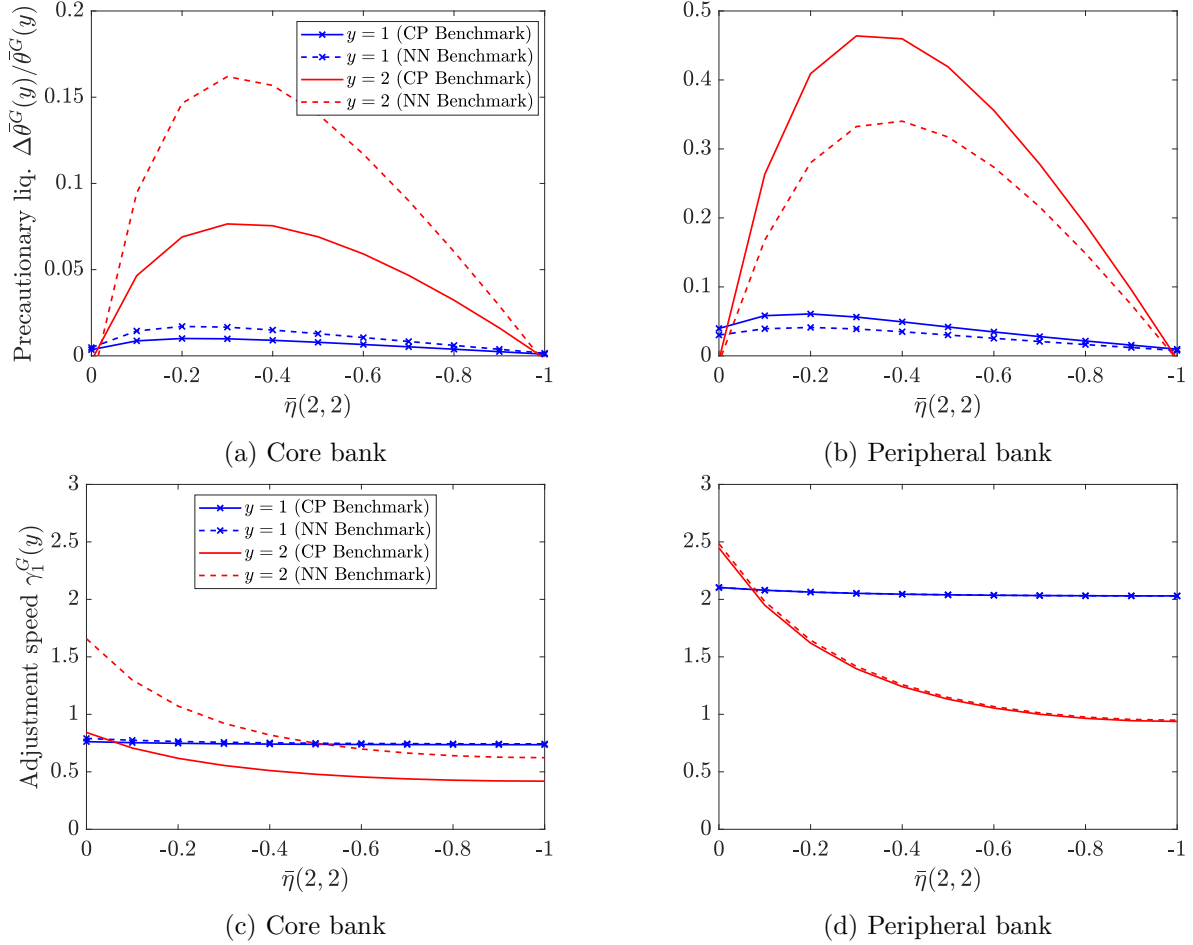 Precautionary liq. Δθ̄^G(y)/θ̄^G(y)
0.2
0.15
0.1
0.05
0
y = 1 (CP Benchmark)
y = 1 (NN Benchmark)
y = 2 (CP Benchmark)
y = 2 (NN Benchmark)
0 -0.2 -0.4 -0.6 -0.8 -1
η̄(2, 2)
(a) Core bank
0.5
0.4
0.3
0.2
0.1
0
0 -0.2 -0.4 -0.6 -0.8 -1
η̄(2, 2)
(b) Peripheral bank
Adjustment speed γ₁^G(y)
3
2.5
2
1.5
1
0.5
0
y = 1 (CP Benchmark)
y = 1 (NN Benchmark)
y = 2 (CP Benchmark)
y = 2 (NN Benchmark)
0 -0.2 -0.4 -0.6 -0.8 -1
η̄(2, 2)
(c) Core bank
3
2.5
2
1.5
1
0.5
0
0 -0.2 -0.4 -0.6 -0.8 -1
η̄(2, 2)
(d) Peripheral bank